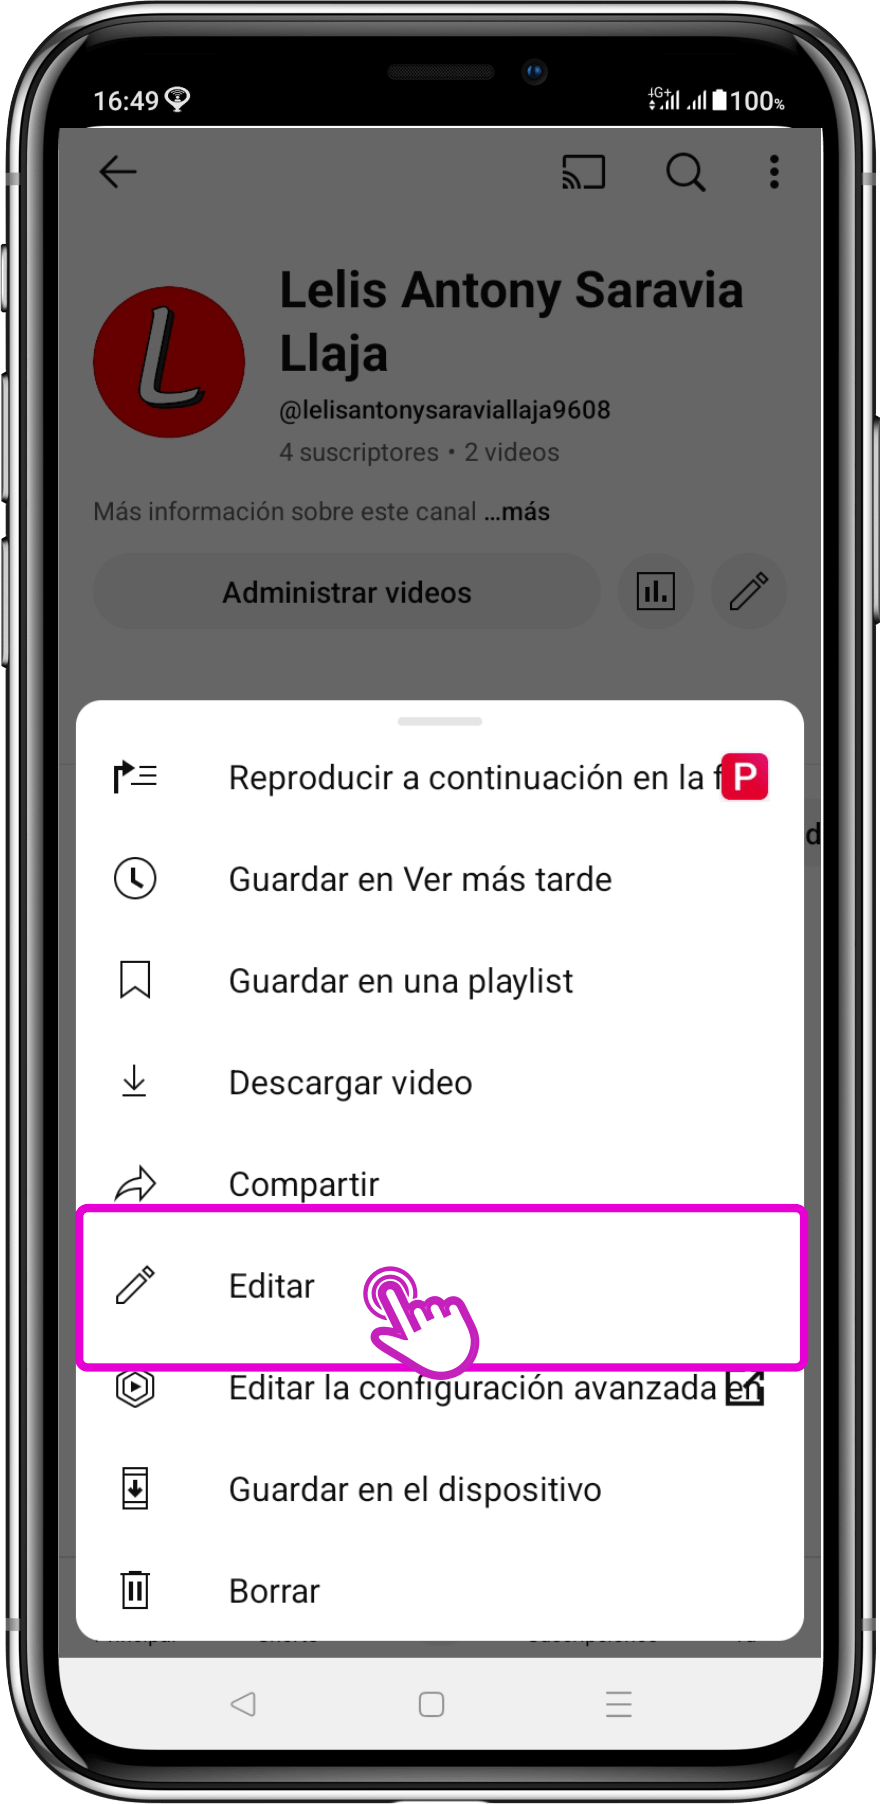 16:49
4G+
100%
L
Lelis Antony Saravia
Llaja
@lelisantonysaraviallaja9608
4 suscriptores • 2 videos
Más información sobre este canal ...más
Administrar videos
Reproducir a continuación en la f
P
d
Guardar en Ver más tarde
Guardar en una playlist
Descargar video
Compartir
Editar
Editar la configuración avanzada en
Guardar en el dispositivo
Borrar